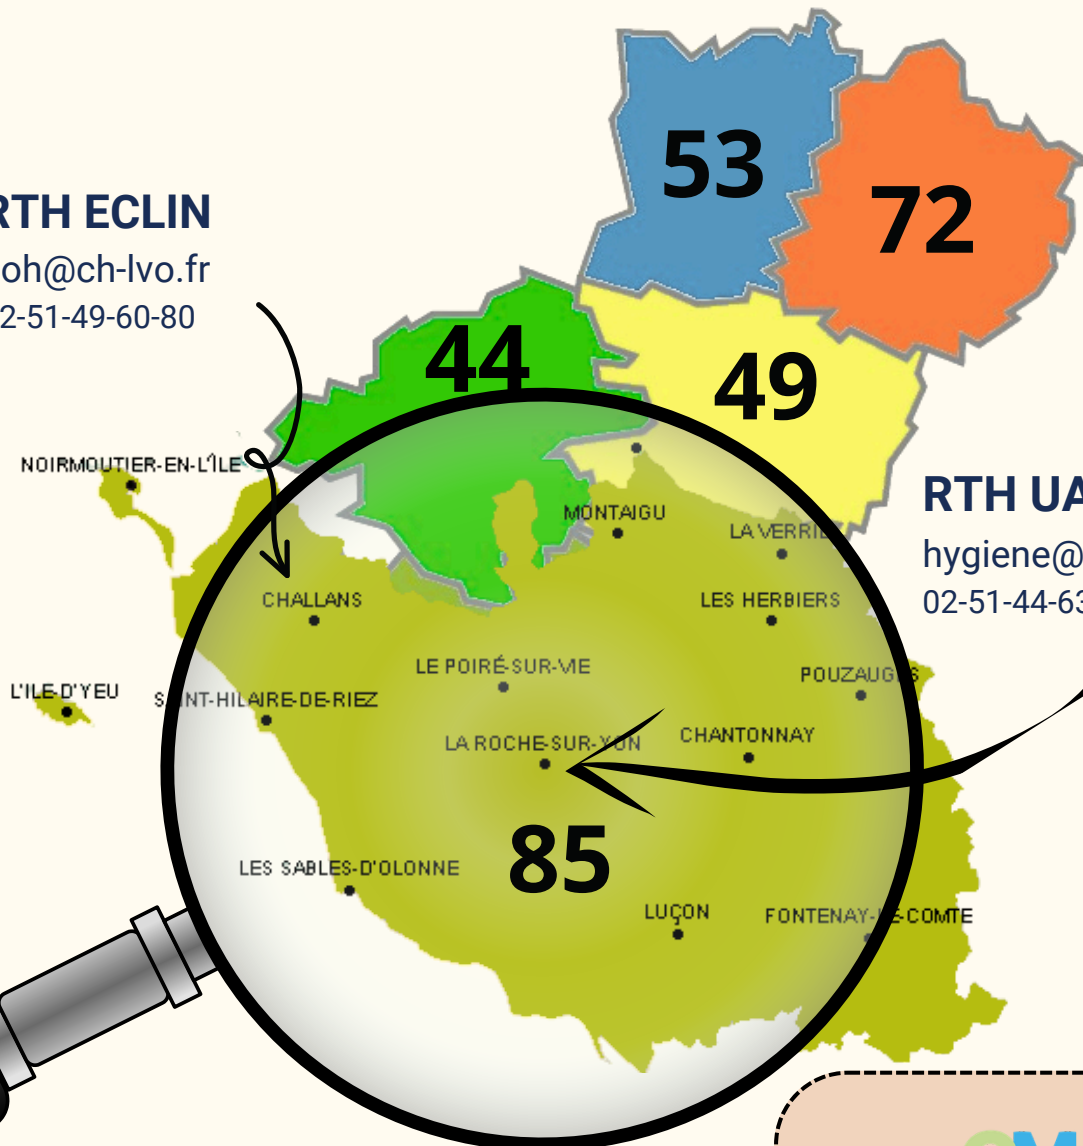 53
72
RTH ECLIN
oh@ch-lvo.fr
2-51-49-60-80
44
49
NOIRMOUTIER-EN-L'ÎLE
RTH UA
hygiene@
02-51-44-63
MONTAIGU
LA VERRIE
CHALLANS
LES HERBIERS
LE POIRÉ-SUR-VIE
POUZAUGES
L'ILE-D'YEU
SAINT-HILAIRE-DE-RIEZ
LA ROCHE-SUR-YON
CHANTONNAY
85
LES SABLES-D'OLONNE
LUÇON
FONTENAY-LE-COMTE